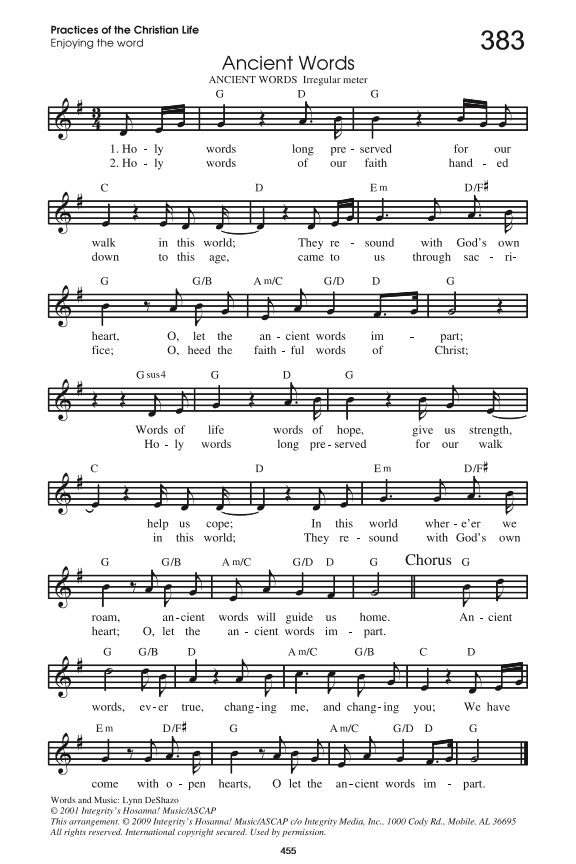 Practices of the Christian Life
Enjoying the word
383
Ancient Words
ANCIENT WORDS Irregular meter
G D G
1. Ho - ly words long pre - served for our
2. Ho - ly words of our faith hand - ed
C D Em D/F#
walk in this world; They re - sound with God's own
down to this age, came to us through sac - ri-
G G/B Am/C G/D D G
heart, O, let the an - cient words im - part;
fice; O, heed the faith - ful words of Christ;
Gsus4 G D G
Words of life words of hope, give us strength,
Ho - ly words long pre - served for our walk
C D Em D/F#
help us cope; In this world wher - e'er we
in this world; They re - sound with God's own
G G/B Am/C G/D D G Chorus G
roam, an-cient words will guide us home. An - cient
heart; O, let the an - cient words im - part.
G G/B D Am/C G/B C D
words, ev-er true, chang-ing me, and chang-ing you; We have
Em D/F# G Am/C G/D D G
come with o - pen hearts, O let the an-cient words im - part.
Words and Music: Lynn DeShazo
© 2001 Integrity's Hosanna! Music/ASCAP
This arrangement. © 2009 Integrity's Hosanna! Music/ASCAP c/o Integrity Media, Inc., 1000 Cody Rd., Mobile, AL 36695
All rights reserved. International copyright secured. Used by permission.
455